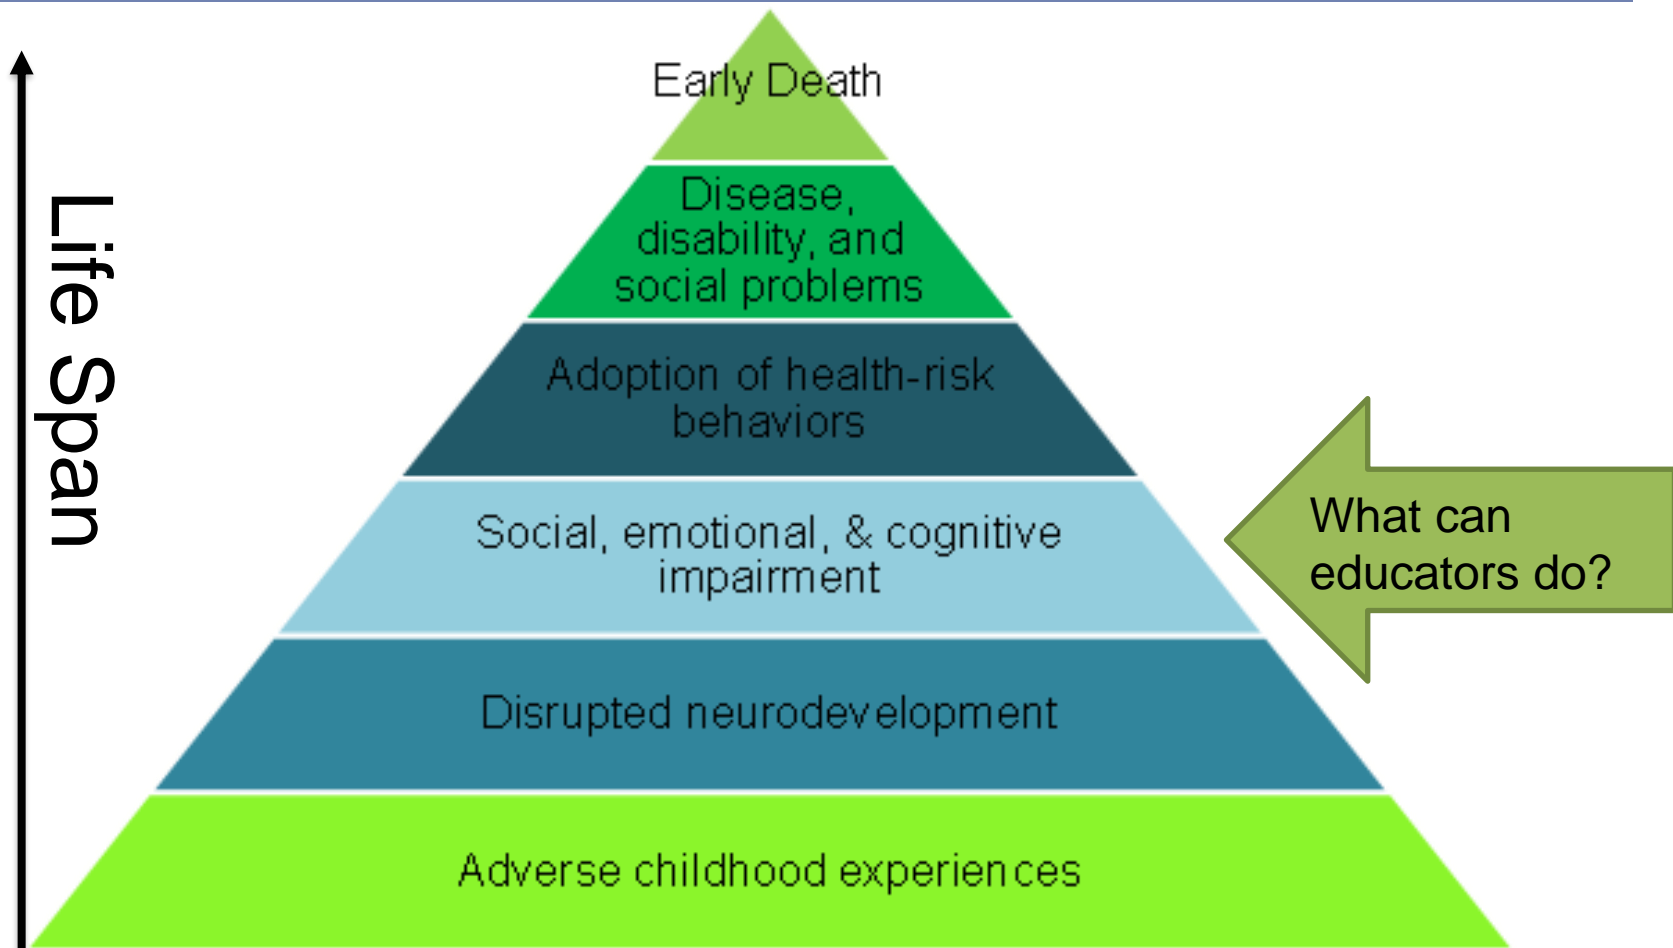 Early Death
Disease,
disability, and
social problems
Adoption of health-risk
behaviors
Social, emotional, & cognitive
impairment
Disrupted neurodevelopment
Adverse childhood experiences
Life Span
What can
educators do?